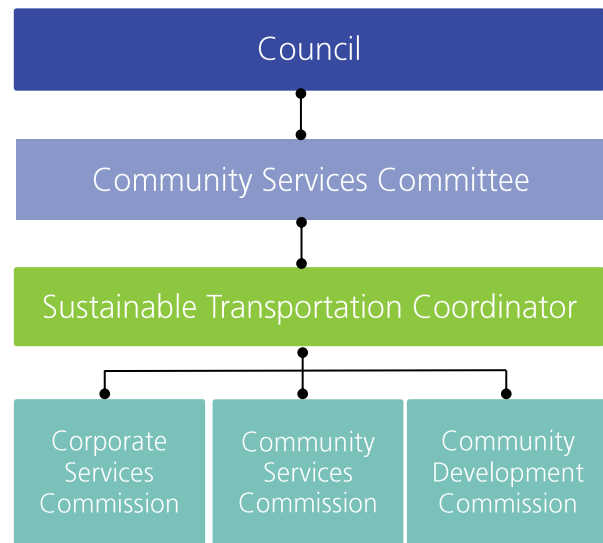 Council
Community Services Committee
Sustainable Transportation Coordinator
Corporate
Services
Commission
Community
Services
Commission
Community
Development
Commission